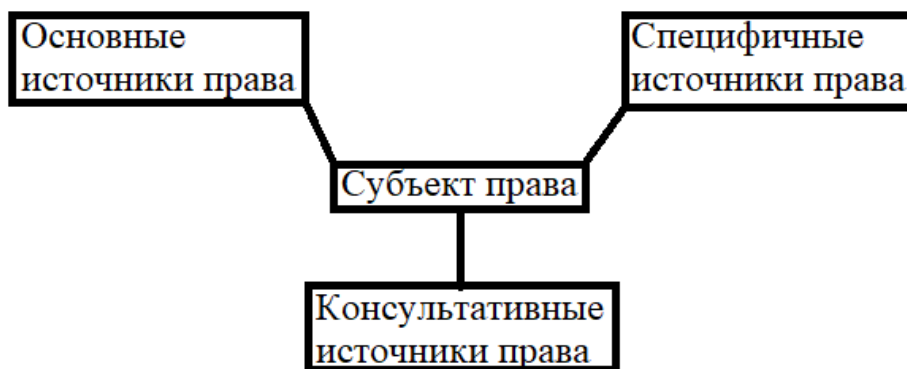 Основные
источники права
Специфичные
источники права
Субъект права
Консультативные
источники права